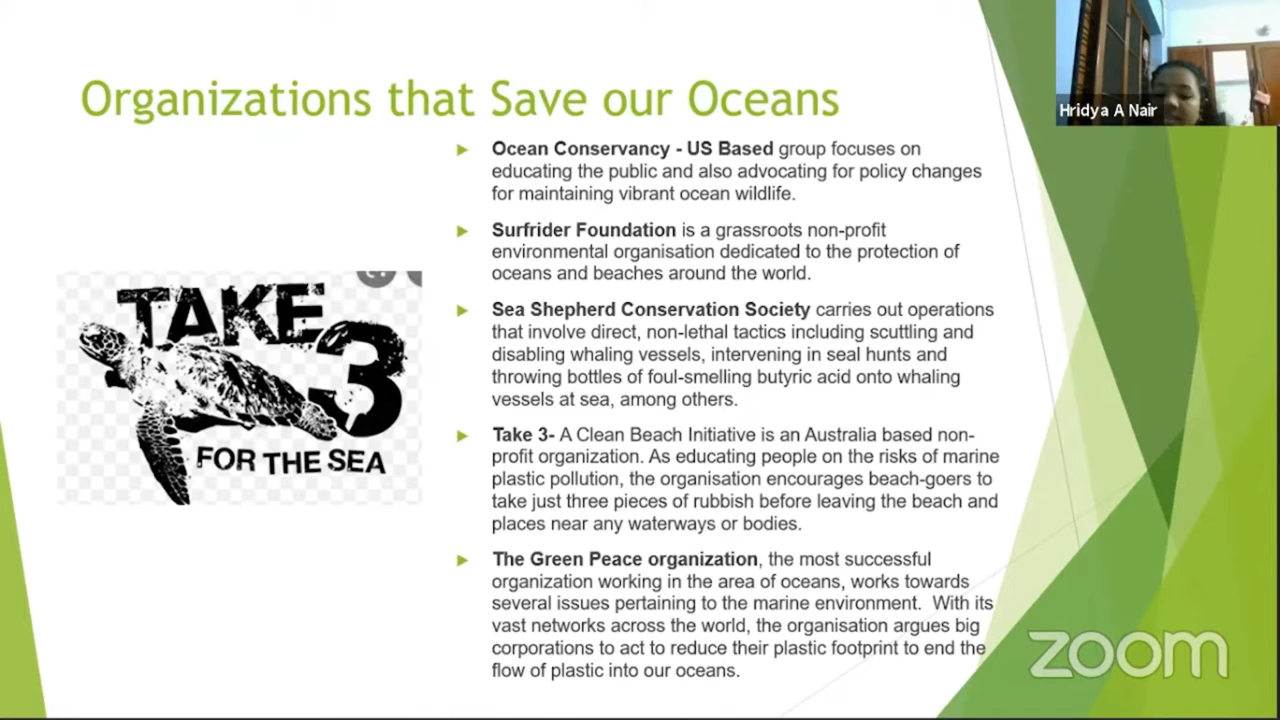 Organizations that Save our Oceans
Hridya A Nair
Ocean Conservancy - US Based group focuses on
educating the public and also advocating for policy changes
for maintaining vibrant ocean wildlife.
Surfrider Foundation is a grassroots non-profit
environmental organisation dedicated to the protection of
oceans and beaches around the world.
Sea Shepherd Conservation Society carries out operations
that involve direct, non-lethal tactics including scuttling and
disabling whaling vessels, intervening in seal hunts and
throwing bottles of foul-smelling butyric acid onto whaling
vessels at sea, among others.
Take 3- A Clean Beach Initiative is an Australia based non-
profit organization. As educating people on the risks of marine
plastic pollution, the organisation encourages beach-goers to
take just three pieces of rubbish before leaving the beach and
places near any waterways or bodies.
The Green Peace organization, the most successful
organization working in the area of oceans, works towards
several issues pertaining to the marine environment.  With its
vast networks across the world, the organisation argues big
corporations to act to reduce their plastic footprint to end the
flow of plastic into our oceans.
TAKE
3
FOR THE SEA
zoom